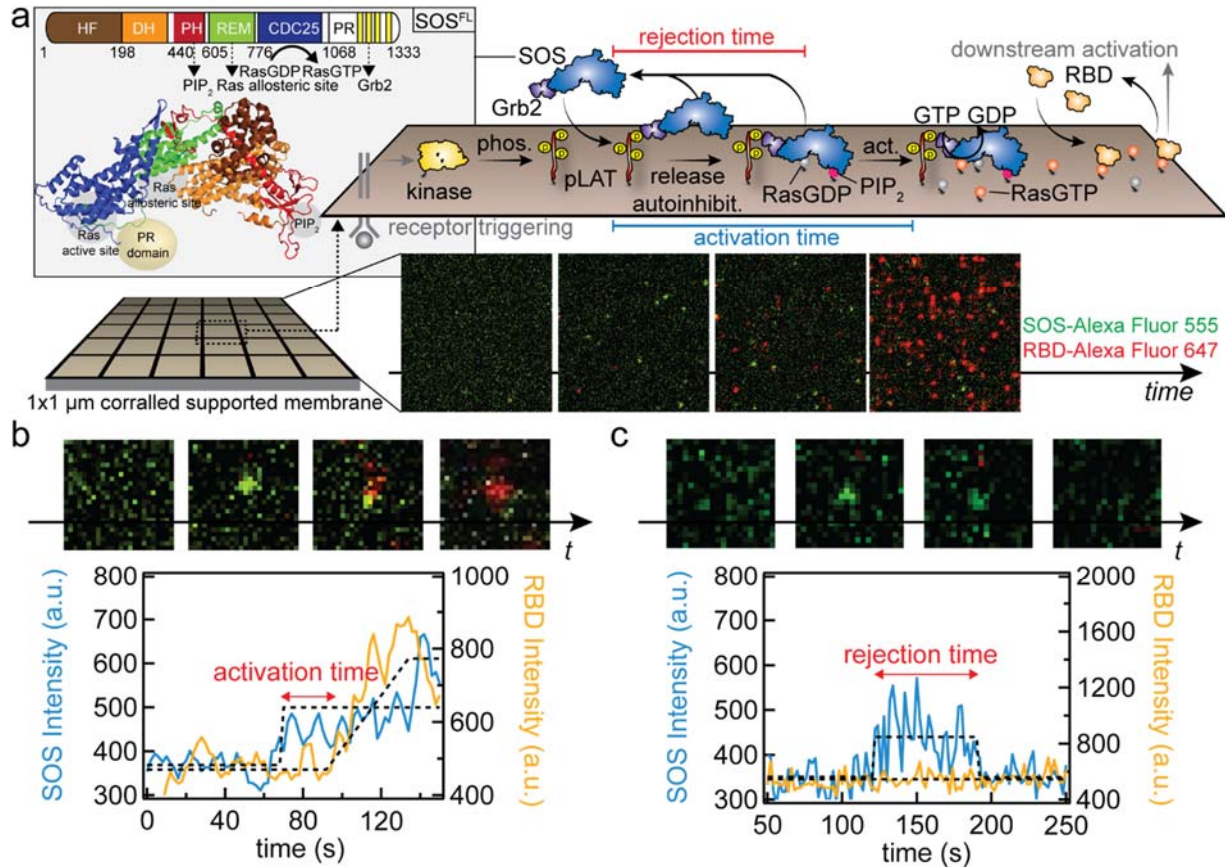 a
HF DH PH REM CDC25 PR SOSFL
1 198 440 605 776 1068 1333
RasGDP RasGTP
PIP2 Ras allosteric site Grb2
Ras
allosteric site
Ras
active site
PR
domain
PIP2
SOS
Grb2
rejection time
downstream activation
RBD
GTP GDP
kinase
phos.
pLAT
release
autoinhibit.
RasGDP
PIP2
act.
RasGTP
P P P P P P P P P P P P
receptor triggering
activation time
1x1 μm corralled supported membrane
SOS-Alexa Fluor 555
RBD-Alexa Fluor 647
time
b
t
SOS Intensity (a.u.)
800
700
600
500
400
300
activation time
1000
800
600
400
RBD Intensity (a.u.)
0 40 80 120
time (s)
c
t
SOS Intensity (a.u.)
800
700
600
500
400
300
rejection time
2000
1600
1200
800
400
RBD Intensity (a.u.)
50 100 150 200 250
time (s)